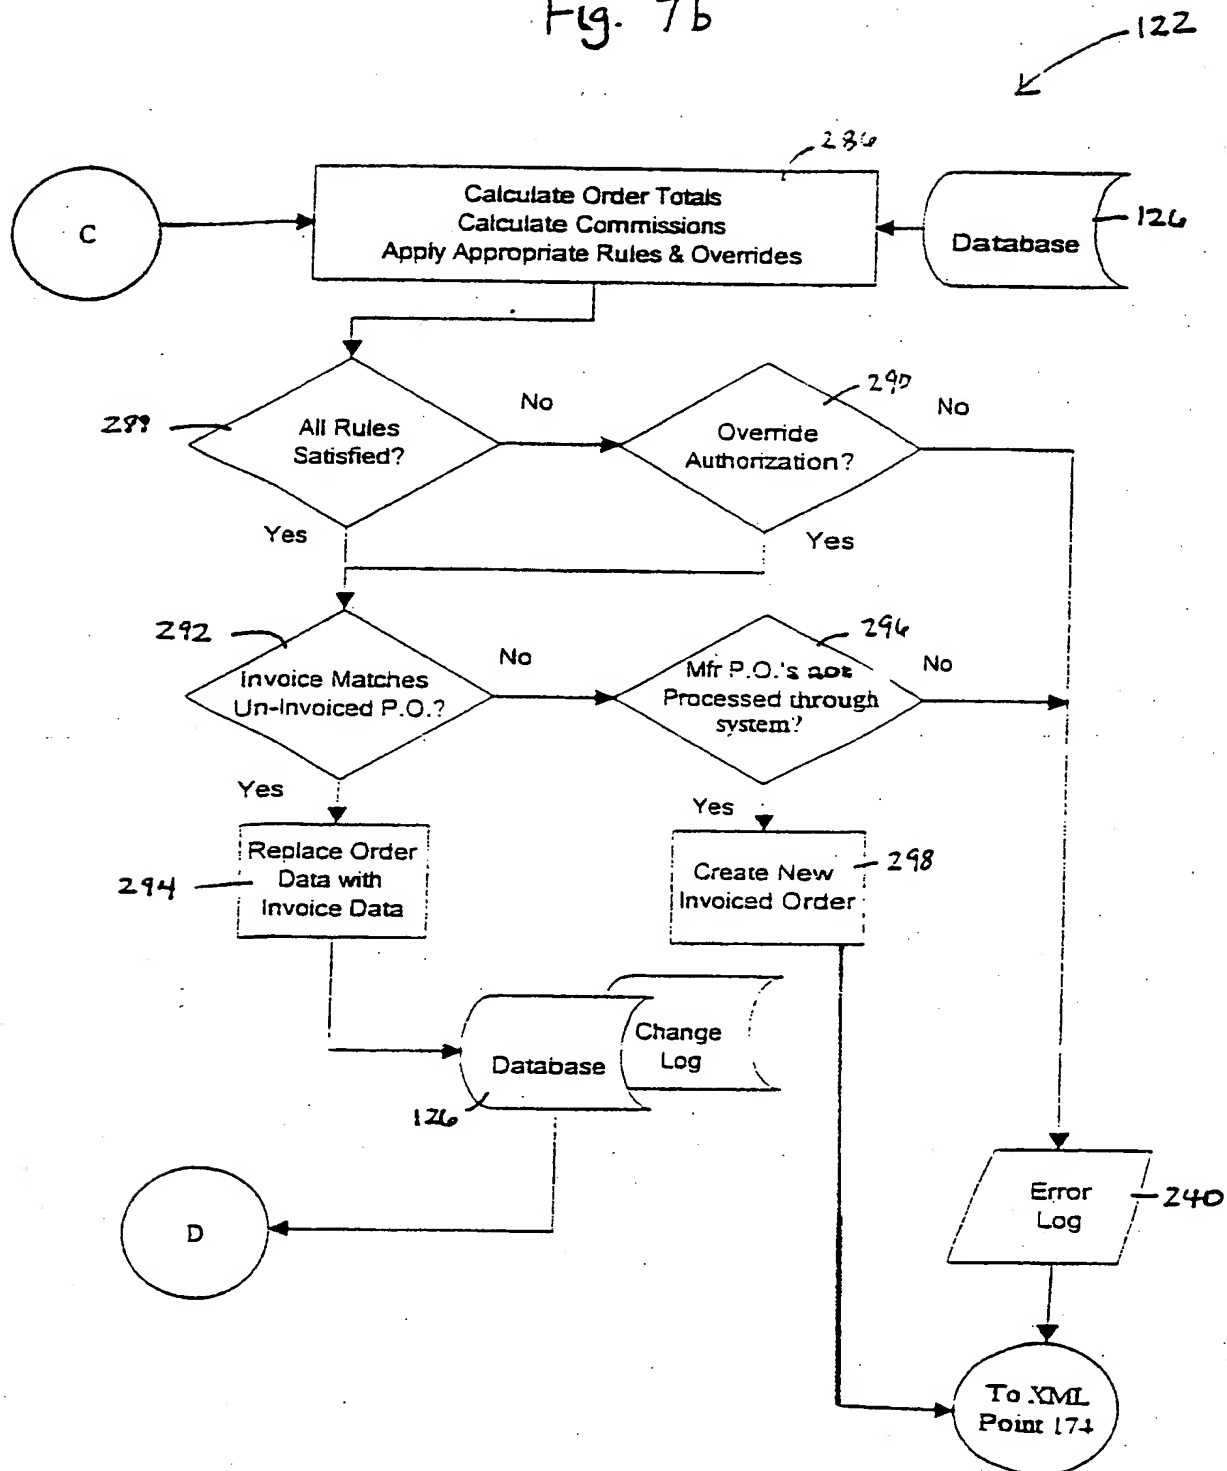 Fig. 7b
122
286
Calculate Order Totals
Calculate Commissions
Apply Appropriate Rules & Overrides
C
Database
126
290
No
No
All Rules
Satisfied?
Override
Authorization?
Yes
Yes
292
296
No
No
Invoice Matches
Un-Invoiced P.O.?
Mfr P.O.'s not
Processed through
system?
Yes
Yes
Replace Order
Data with
Invoice Data
294
Create New
Invoiced Order
298
Change
Log
Database
126
D
Error
Log
240
To XML
Point 174